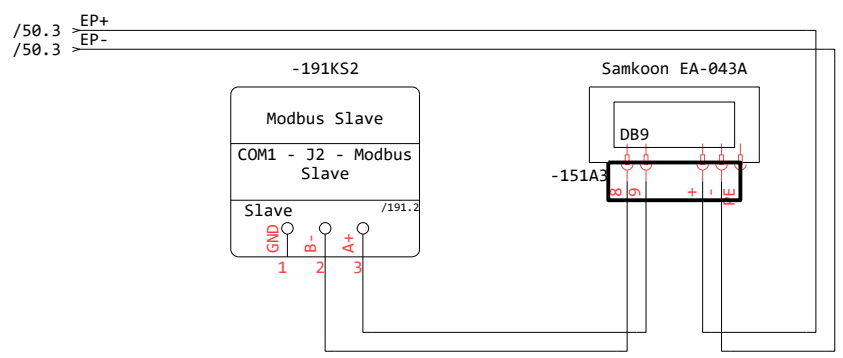 /50.3 EP+
/50.3 EP-
-191KS2
Samkoon EA-043A
Modbus Slave
DB9
COM1 - J2 - Modbus
Slave
-151A3
8 9 + - PE
Slave /191.2
GND B- A+
1 2 3